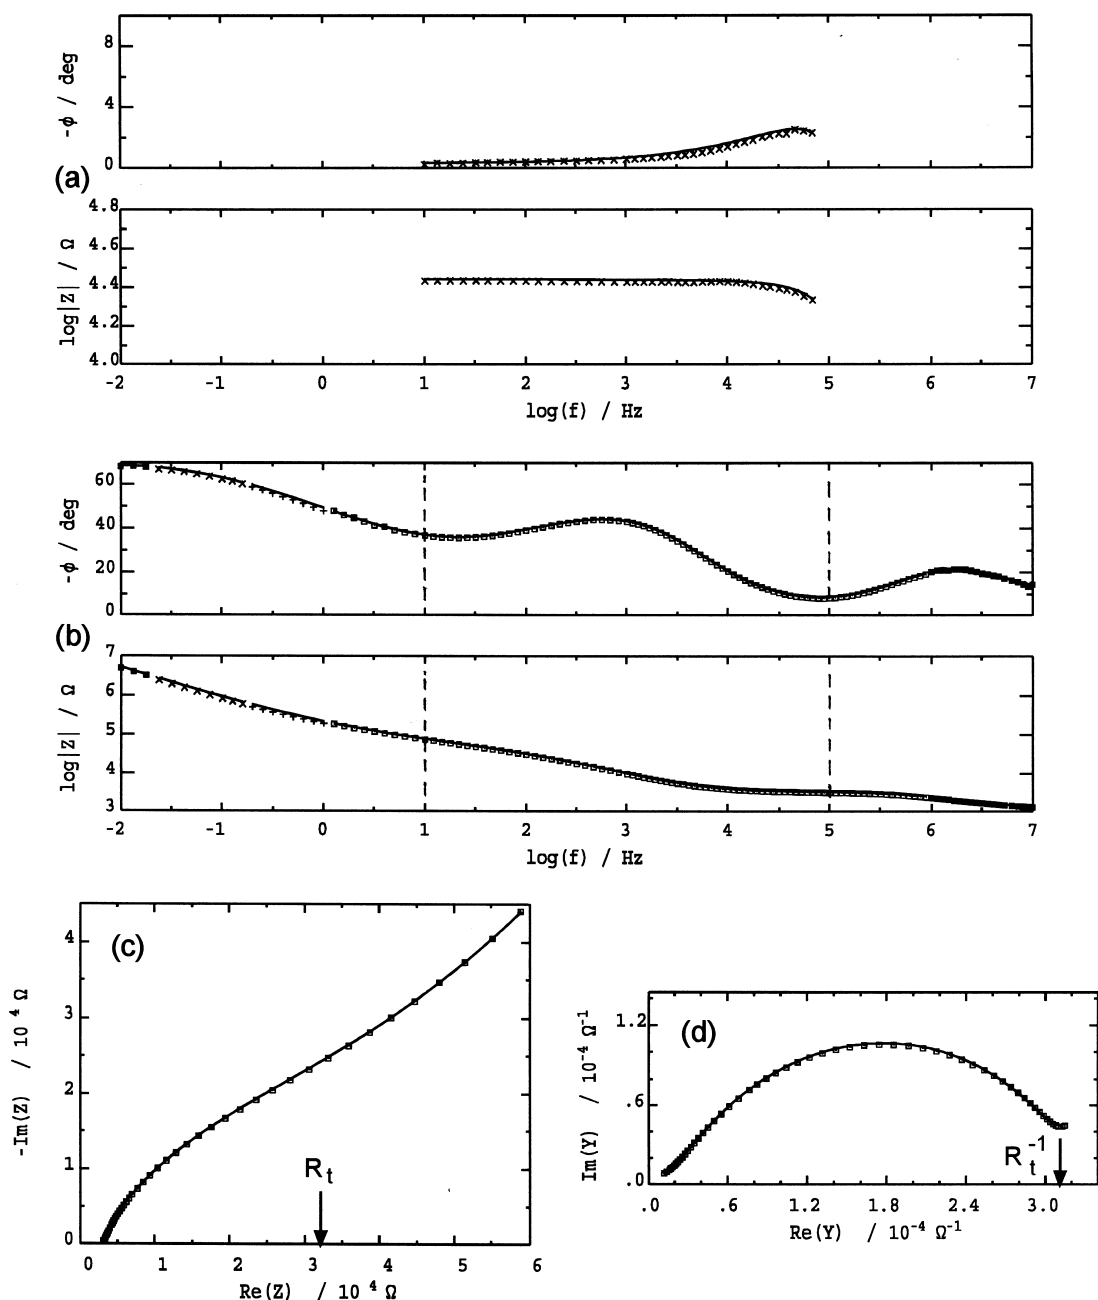 8
4
0
-ϕ / deg
(a)
4.8
4.6
4.4
4.2
4.0
log|Z| / Ω
-2 -1 0 1 2 3 4 5 6 7
log(f) / Hz
60
40
20
0
-ϕ / deg
(b)
7
6
5
4
3
log|Z| / Ω
-2 -1 0 1 2 3 4 5 6 7
log(f) / Hz
(c)
4
3
2
1
0
-Im(Z) / 10⁴ Ω
Rt
0 1 2 3 4 5 6
Re(Z) / 10⁴ Ω
(d)
1.2
.6
.0
Im(Y) / 10⁻⁴ Ω⁻¹
Rt⁻¹
.0 .6 1.2 1.8 2.4 3.0
Re(Y) / 10⁻⁴ Ω⁻¹